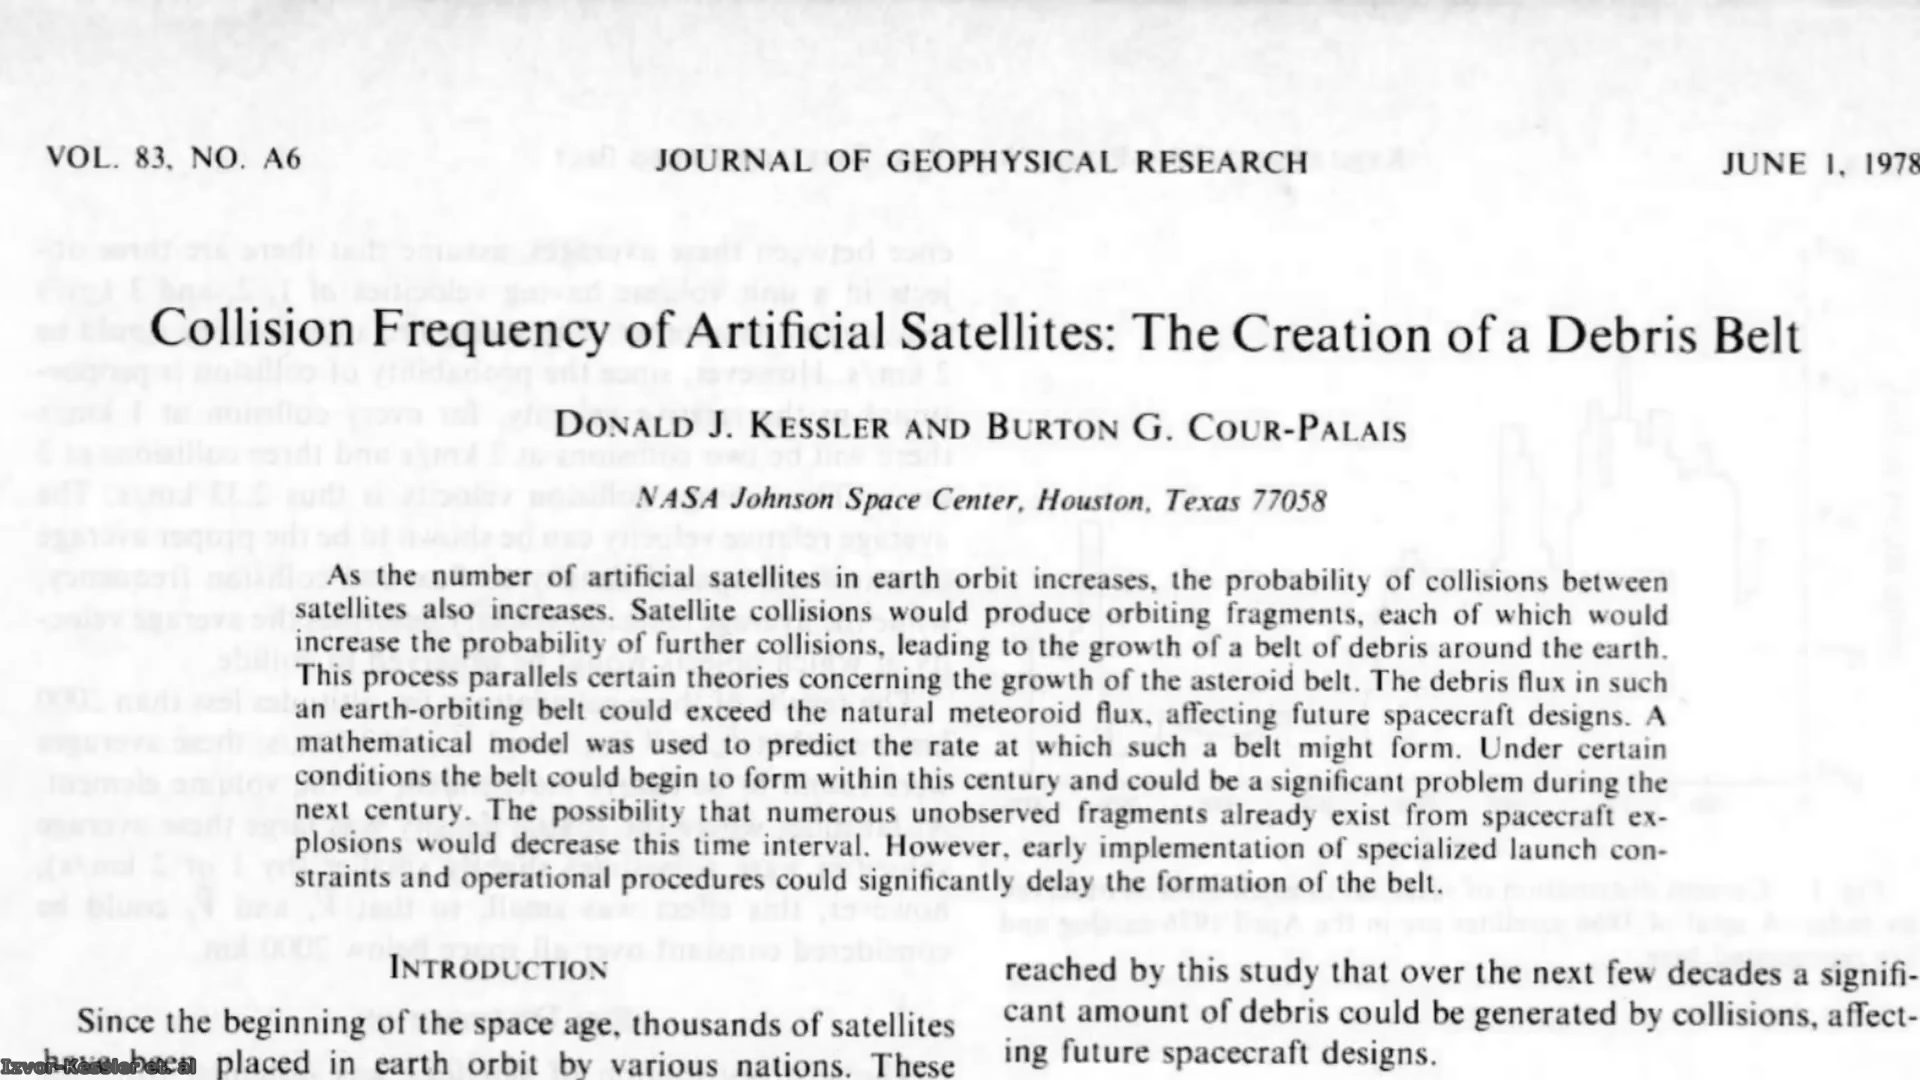 VOL. 83, NO. A6
JOURNAL OF GEOPHYSICAL RESEARCH
JUNE 1, 1978
Collision Frequency of Artificial Satellites: The Creation of a Debris Belt
DONALD J. KESSLER AND BURTON G. COUR-PALAIS
NASA Johnson Space Center, Houston, Texas 77058
As the number of artificial satellites in earth orbit increases, the probability of collisions between
satellites also increases. Satellite collisions would produce orbiting fragments, each of which would
increase the probability of further collisions, leading to the growth of a belt of debris around the earth.
This process parallels certain theories concerning the growth of the asteroid belt. The debris flux in such
an earth-orbiting belt could exceed the natural meteoroid flux, affecting future spacecraft designs. A
mathematical model was used to predict the rate at which such a belt might form. Under certain
conditions the belt could begin to form within this century and could be a significant problem during the
next century. The possibility that numerous unobserved fragments already exist from spacecraft ex-
plosions would decrease this time interval. However, early implementation of specialized launch con-
straints and operational procedures could significantly delay the formation of the belt.
INTRODUCTION
Since the beginning of the space age, thousands of satellites
have been placed in earth orbit by various nations. These
reached by this study that over the next few decades a signifi-
cant amount of debris could be generated by collisions, affect-
ing future spacecraft designs.